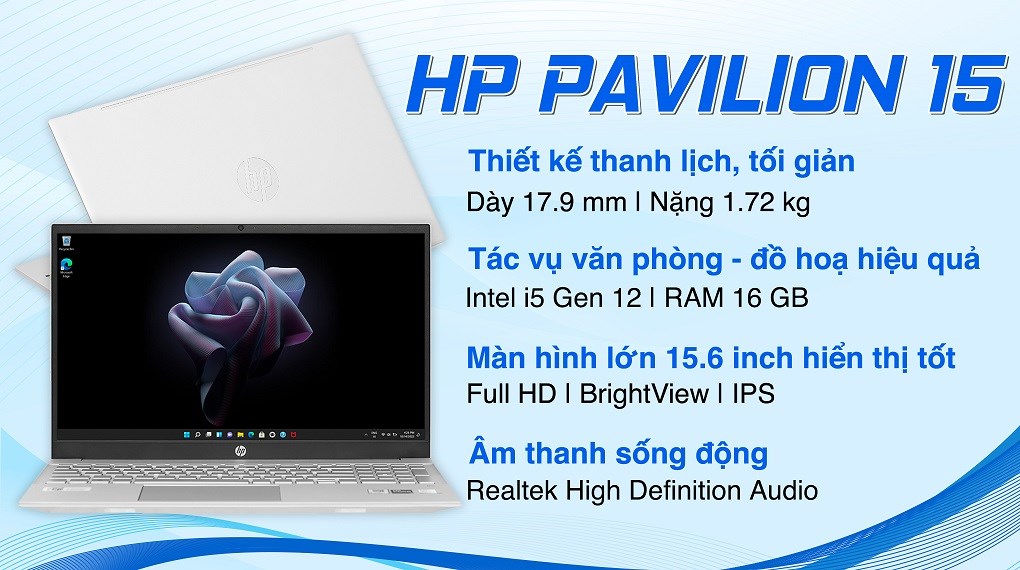 HP PAVILION 15
Thiết kế thanh lịch, tối giản
Dày 17.9 mm | Nặng 1.72 kg
Tác vụ văn phòng - đồ hoạ hiệu quả
Intel i5 Gen 12 | RAM 16 GB
Màn hình lớn 15.6 inch hiển thị tốt
Full HD | BrightView | IPS
Âm thanh sống động
Realtek High Definition Audio
hp
hp